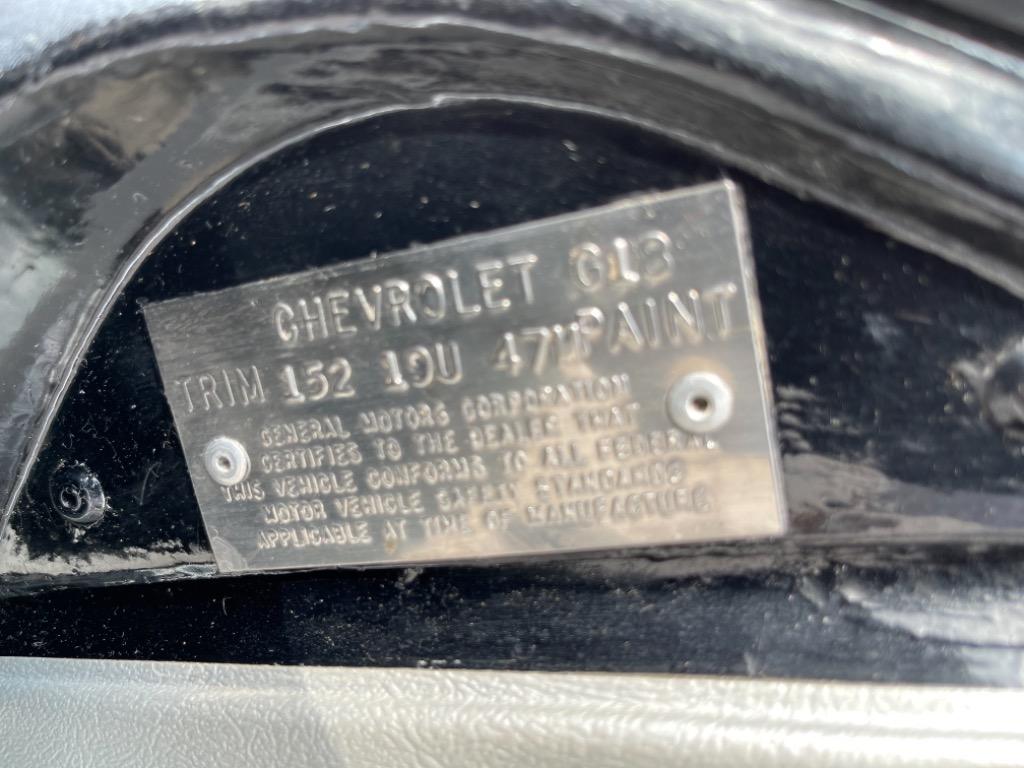 CHEVROLET G18
TRIM 152 19U 47U PAINT
GENERAL MOTORS CORPORATION
CERTIFIES TO THE DEALER THAT
THIS VEHICLE CONFORMS TO ALL FEDERAL
MOTOR VEHICLE SAFETY STANDARDS
APPLICABLE AT TIME OF MANUFACTURE